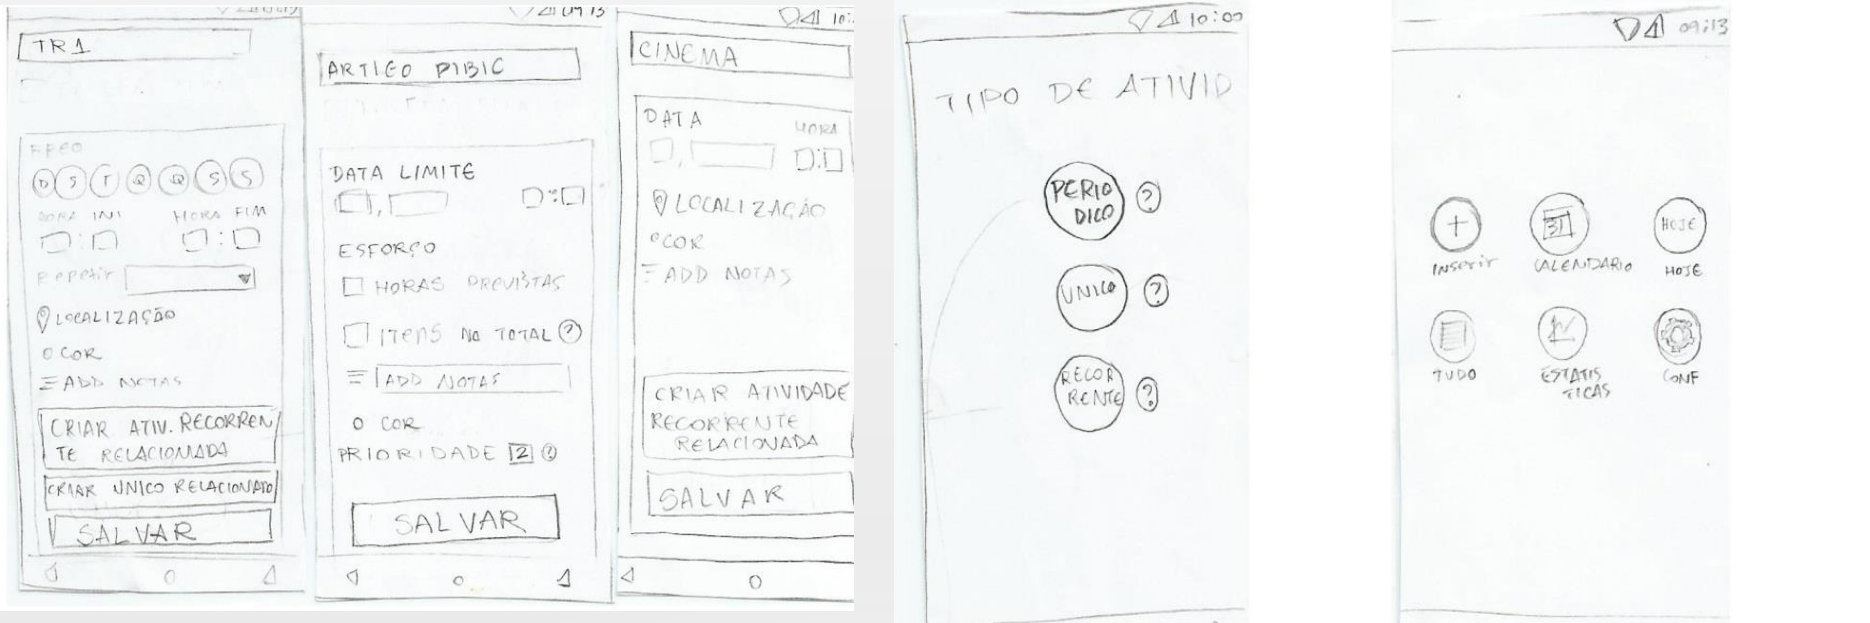 TR1
D S T Q Q S S
HORA INI HORA FIM
: :
Repetir
LOCALIZAÇÃO
COR
ADD NOTAS
CRIAR ATIV. RECORREN
TE RELACIONADA
CRIAR UNICO RELACIONADO
SALVAR
ARTIGO PIBIC
DATA LIMITE
, :
ESFORÇO
HORAS PREVISTAS
ITENS NO TOTAL ?
ADD NOTAS
COR
PRIORIDADE 2 ?
SALVAR
10:
CINEMA
DATA HORA
, :
LOCALIZAÇÃO
COR
ADD NOTAS
CRIAR ATIVIDADE
RECORRENTE
RELACIONADA
SALVAR
10:00
TIPO DE ATIVID
PERIO
DICO ?
UNICO ?
RECOR
RENTE ?
09:13
+ 31 HOJE
Inserir CALENDARIO HOJE
TUDO ESTATIS
TICAS CONF